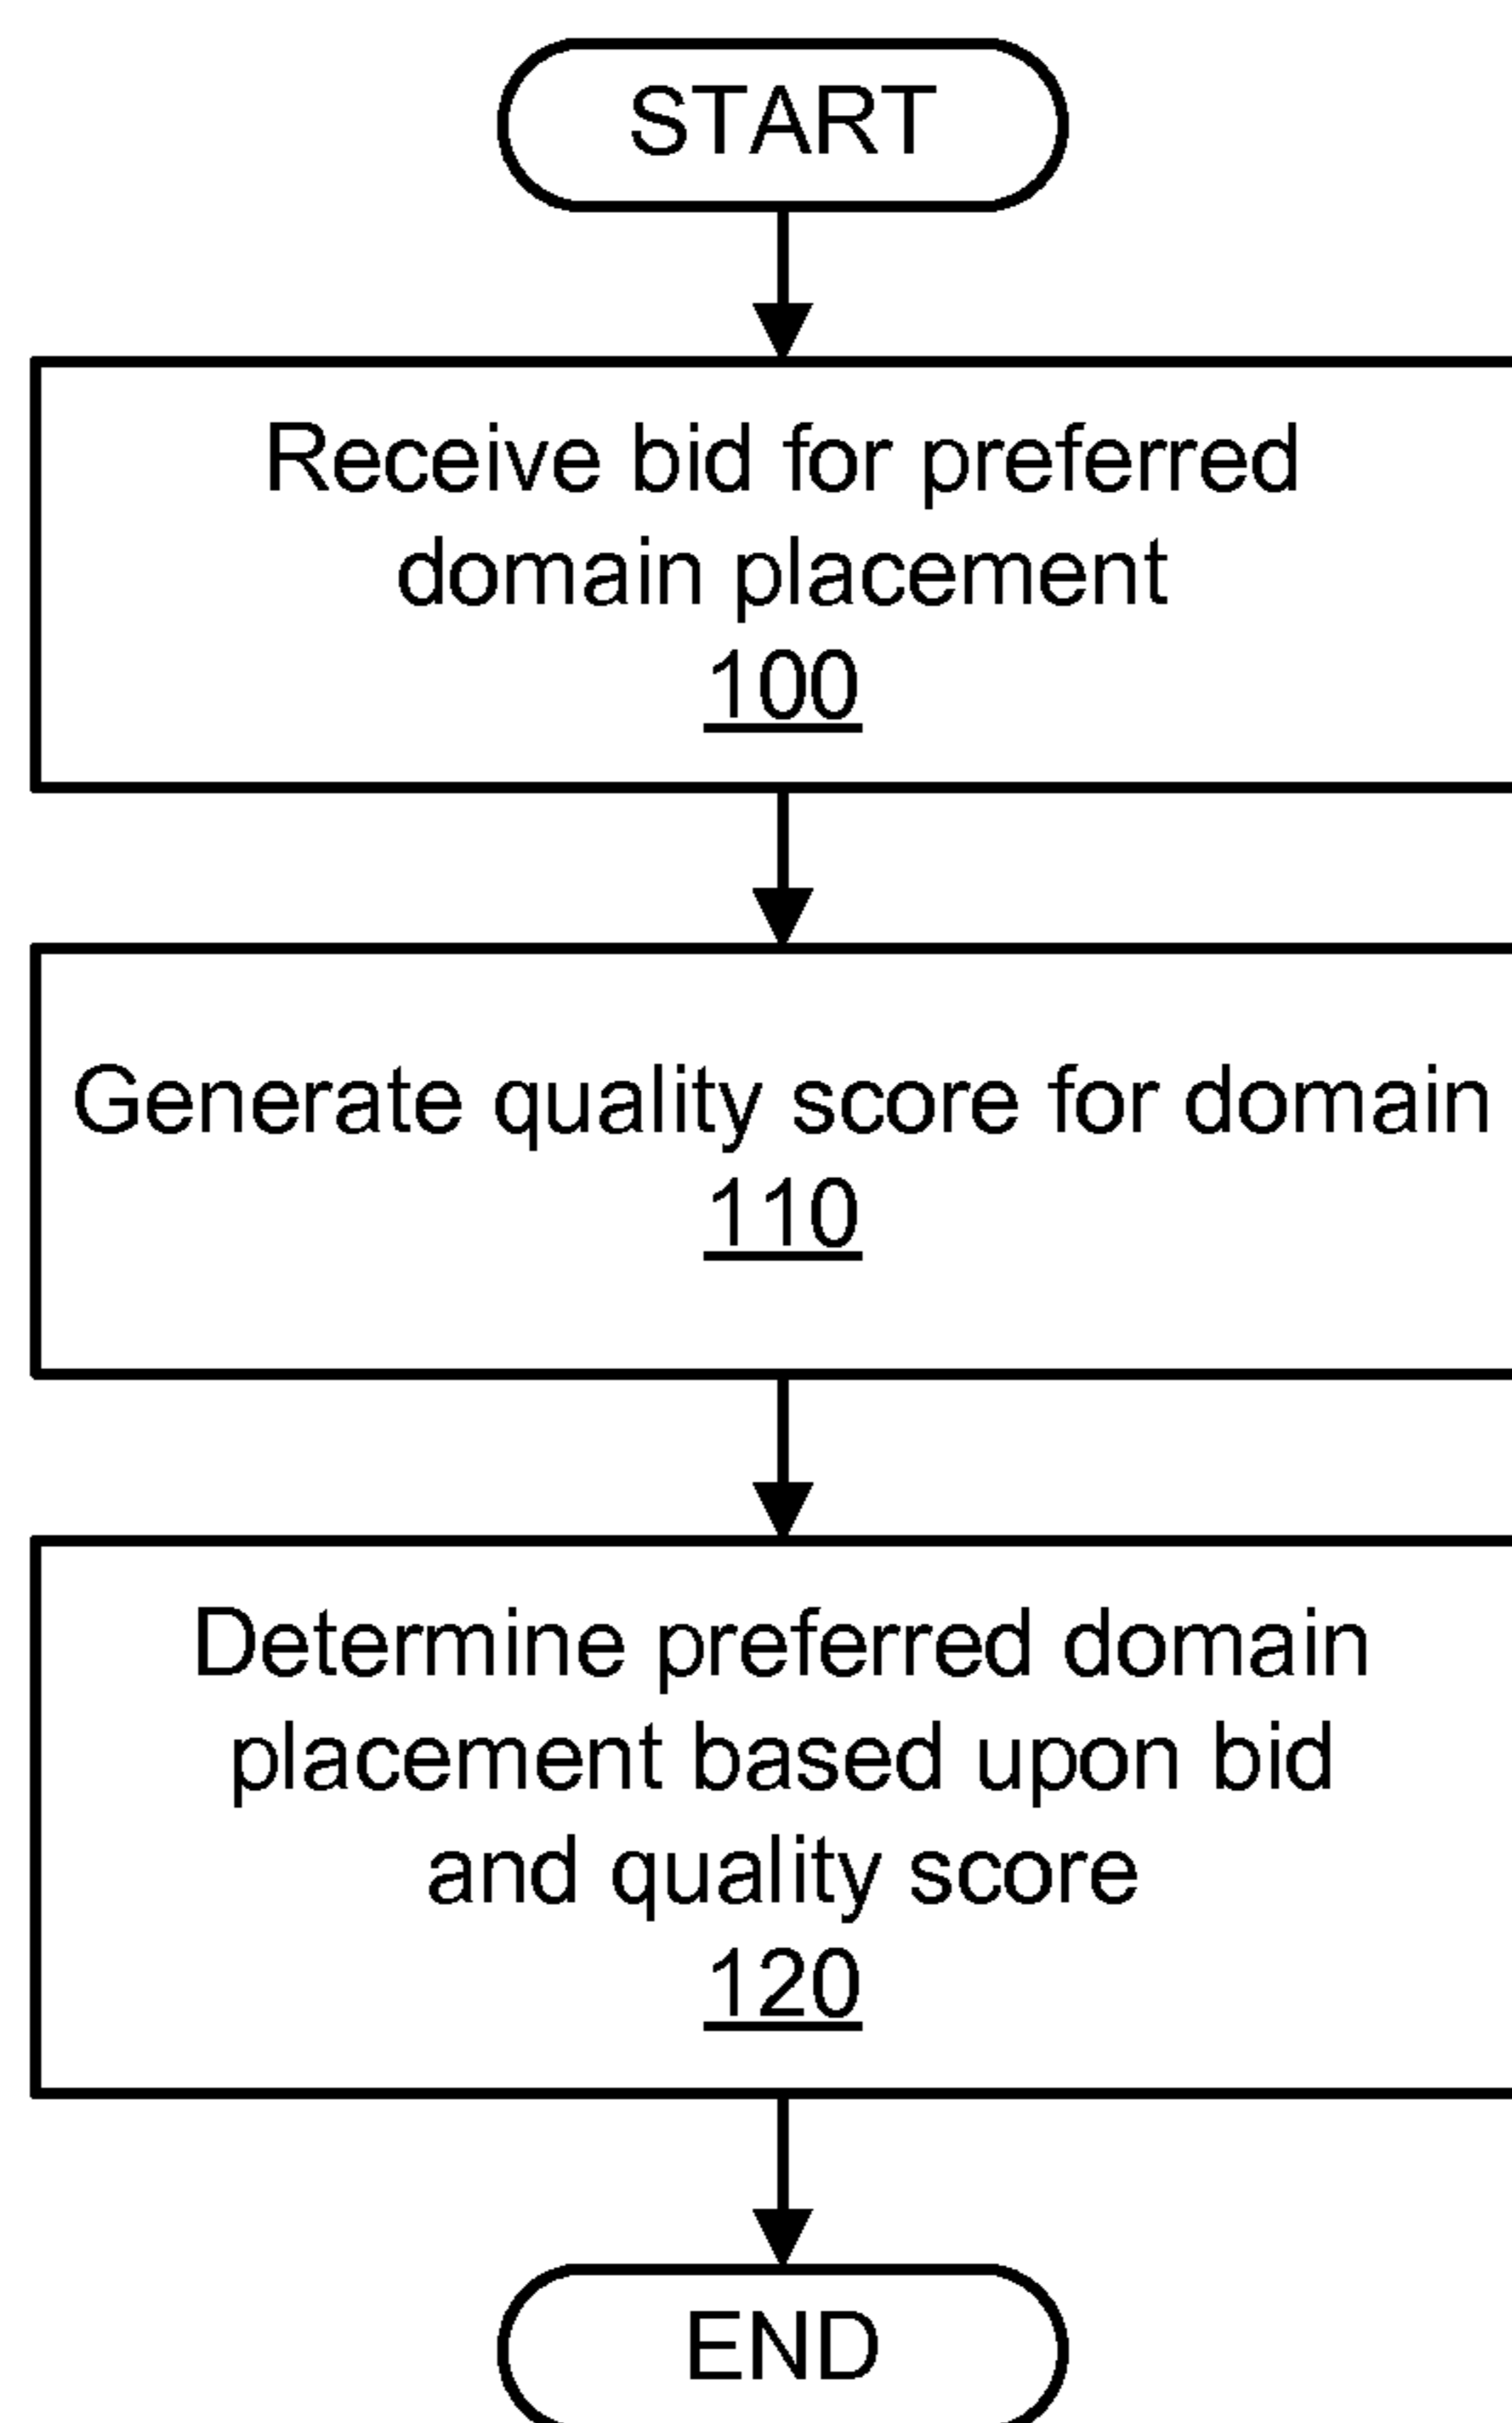 START
Receive bid for preferred
domain placement
100
Generate quality score for domain
110
Determine preferred domain
placement based upon bid
and quality score
120
END